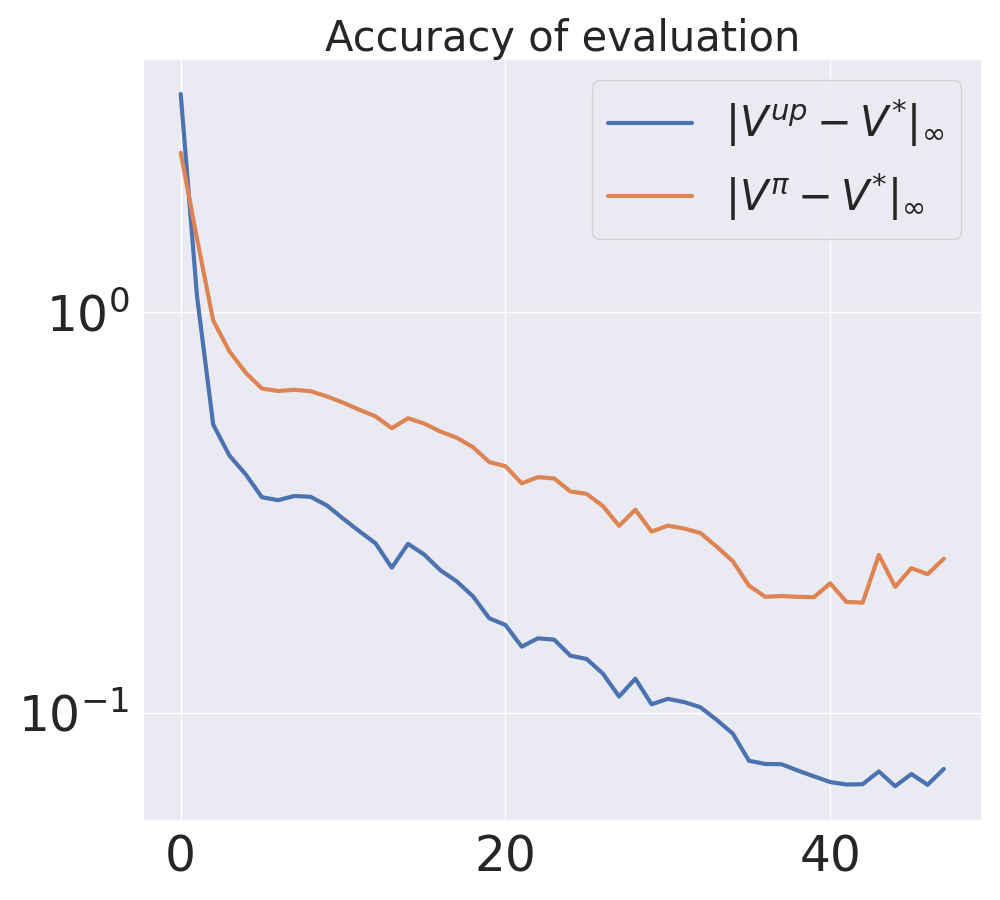 Accuracy of evaluation
|V^{up} − V^*|_∞
|V^π − V^*|_∞
10^0
10^{-1}
0 20 40